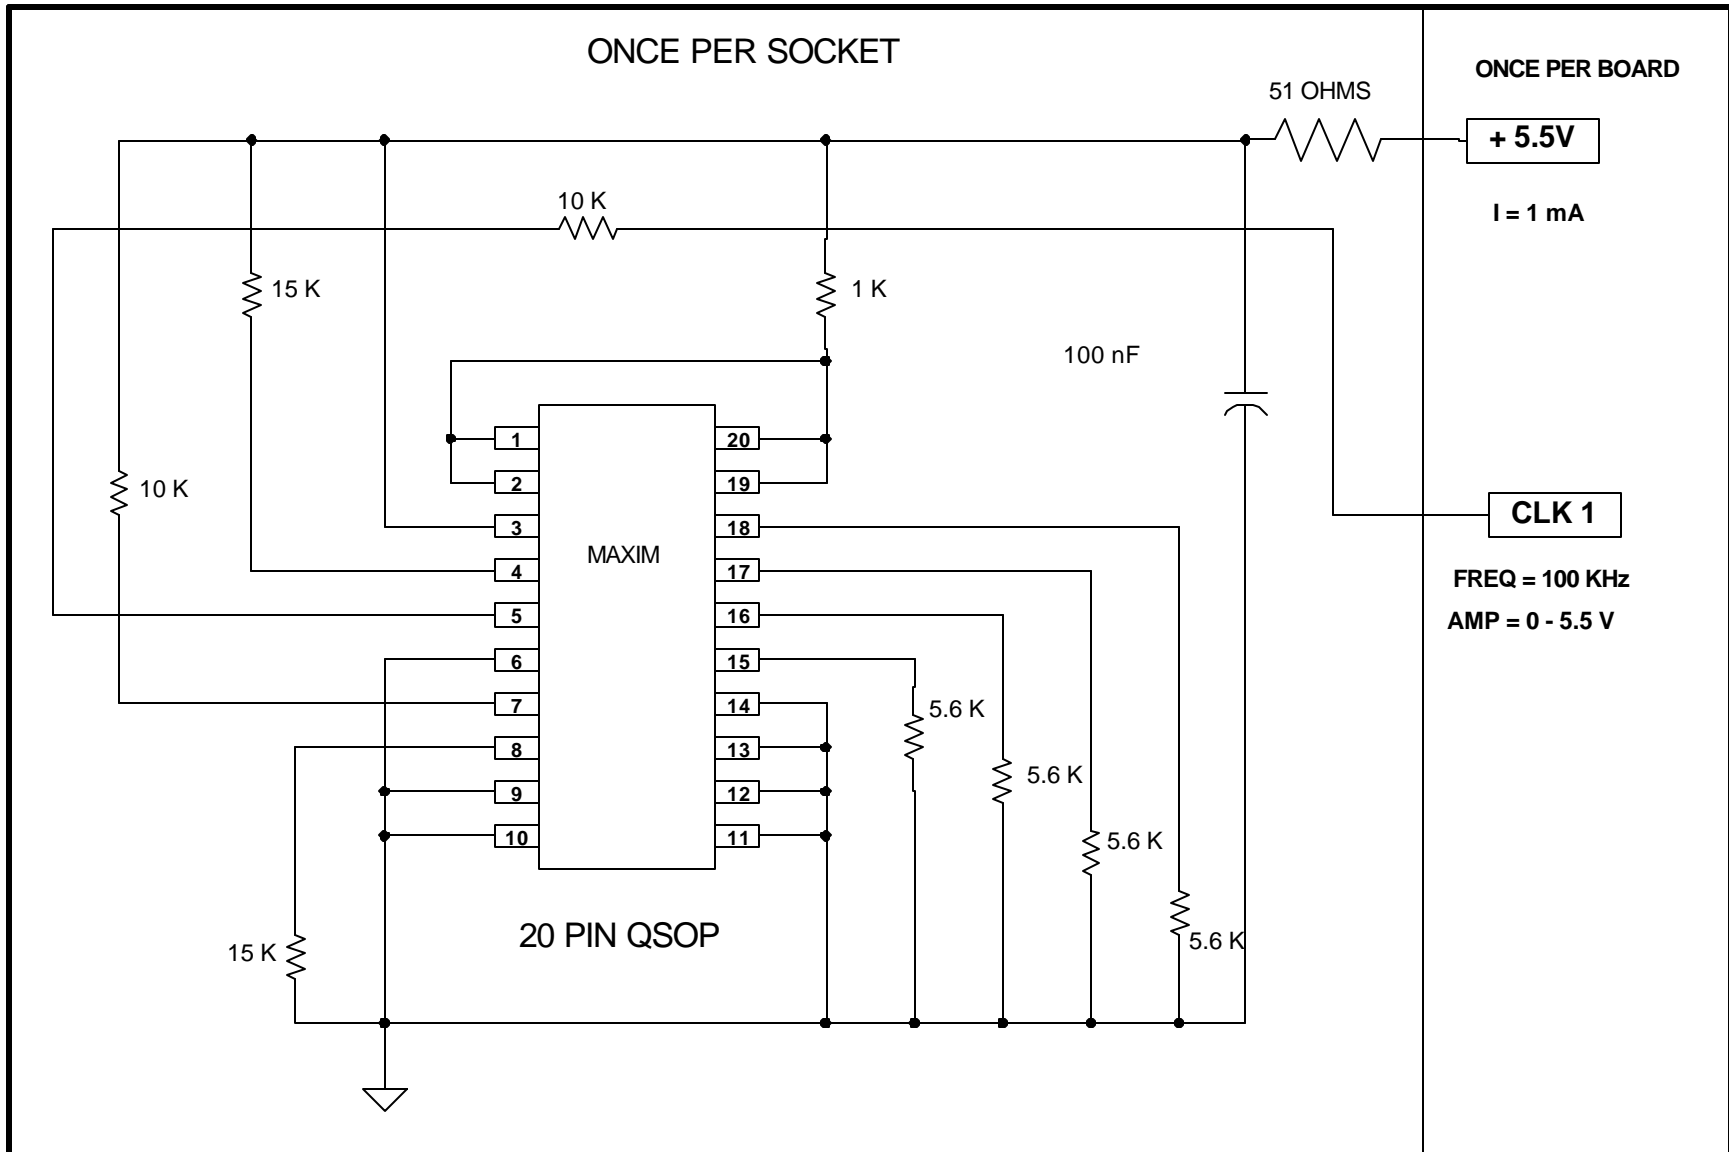 ONCE PER SOCKET
ONCE PER BOARD
51 OHMS
+ 5.5V
10 K
I = 1 mA
15 K
1 K
100 nF
1
20
2
19
10 K
3
18
CLK 1
MAXIM
4
17
FREQ = 100 KHz
5
16
AMP = 0 - 5.5 V
6
15
7
14
5.6 K
8
13
5.6 K
9
12
10
11
5.6 K
20 PIN QSOP
5.6 K
15 K